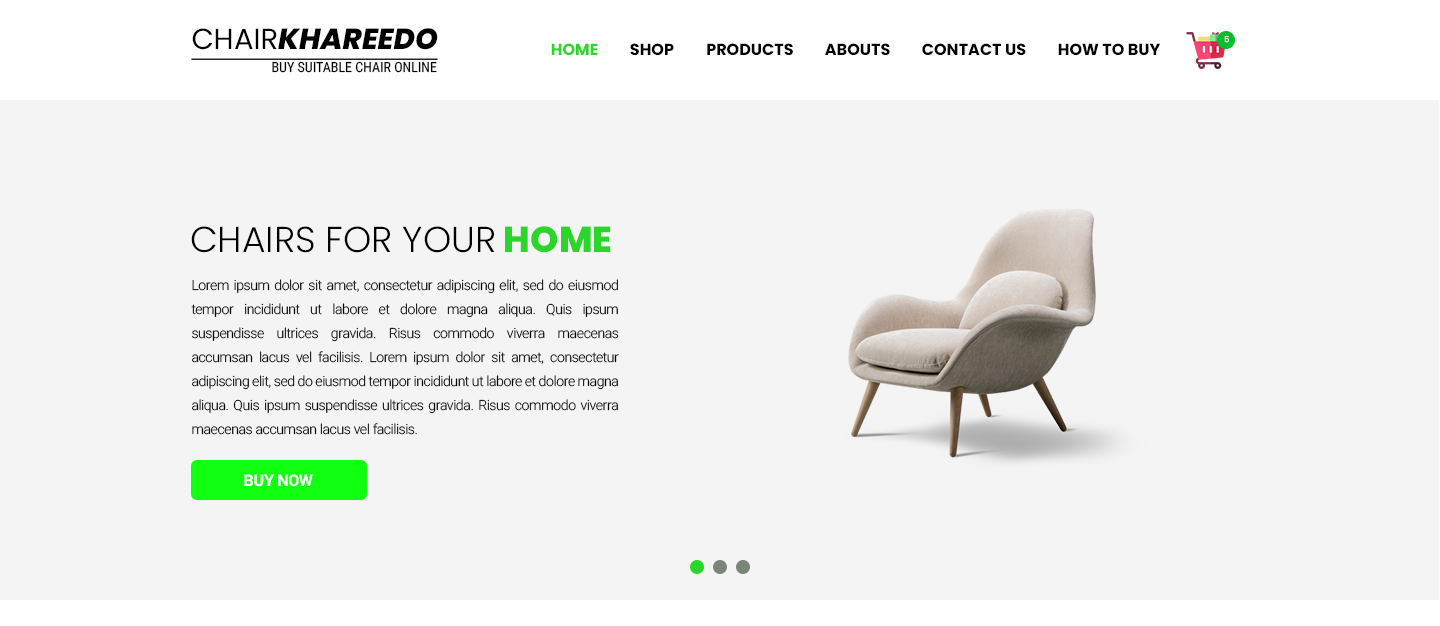 CHAIRKHAREEDO
BUY SUITABLE CHAIR ONLINE
HOME SHOP PRODUCTS ABOUTS CONTACT US HOW TO BUY
5
CHAIRS FOR YOUR HOME
Lorem ipsum dolor sit amet, consectetur adipiscing elit, sed do eiusmod
tempor incididunt ut labore et dolore magna aliqua. Quis ipsum
suspendisse ultrices gravida. Risus commodo viverra maecenas
accumsan lacus vel facilisis. Lorem ipsum dolor sit amet, consectetur
adipiscing elit, sed do eiusmod tempor incididunt ut labore et dolore magna
aliqua. Quis ipsum suspendisse ultrices gravida. Risus commodo viverra
maecenas accumsan lacus vel facilisis.
BUY NOW